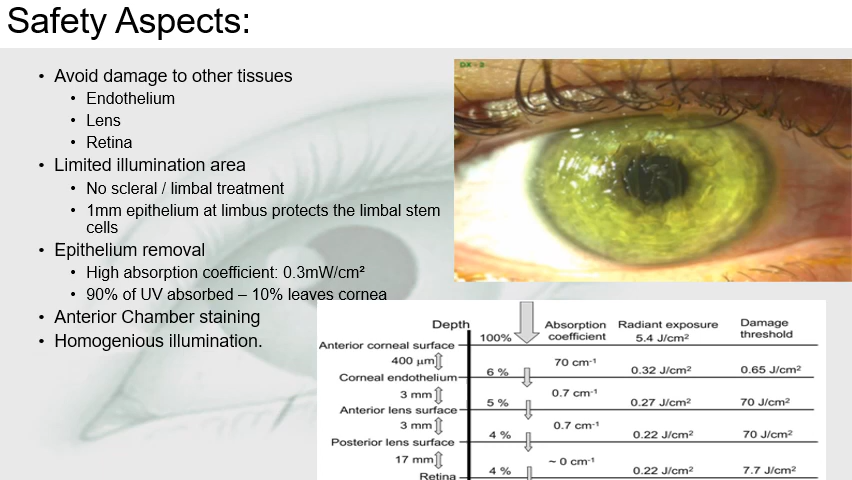 Safety Aspects:
• Avoid damage to other tissues
• Endothelium
• Lens
• Retina
• Limited illumination area
• No scleral / limbal treatment
• 1mm epithelium at limbus protects the limbal stem
cells
• Epithelium removal
• High absorption coefficient: 0.3mW/cm²
• 90% of UV absorbed – 10% leaves cornea
• Anterior Chamber staining
• Homogenious illumination.
Depth
100%
Absorption
coefficient
Radiant exposure
5.4 J/cm²
Damage
threshold
Anterior corneal surface
400 µm
70 cm⁻¹
Corneal endothelium
6 %
0.32 J/cm²
0.65 J/cm²
3 mm
0.7 cm⁻¹
Anterior lens surface
5 %
0.27 J/cm²
70 J/cm²
3 mm
0.7 cm⁻¹
Posterior lens surface
4 %
0.22 J/cm²
70 J/cm²
17 mm
~ 0 cm⁻¹
Retina
4 %
0.22 J/cm²
7.7 J/cm²